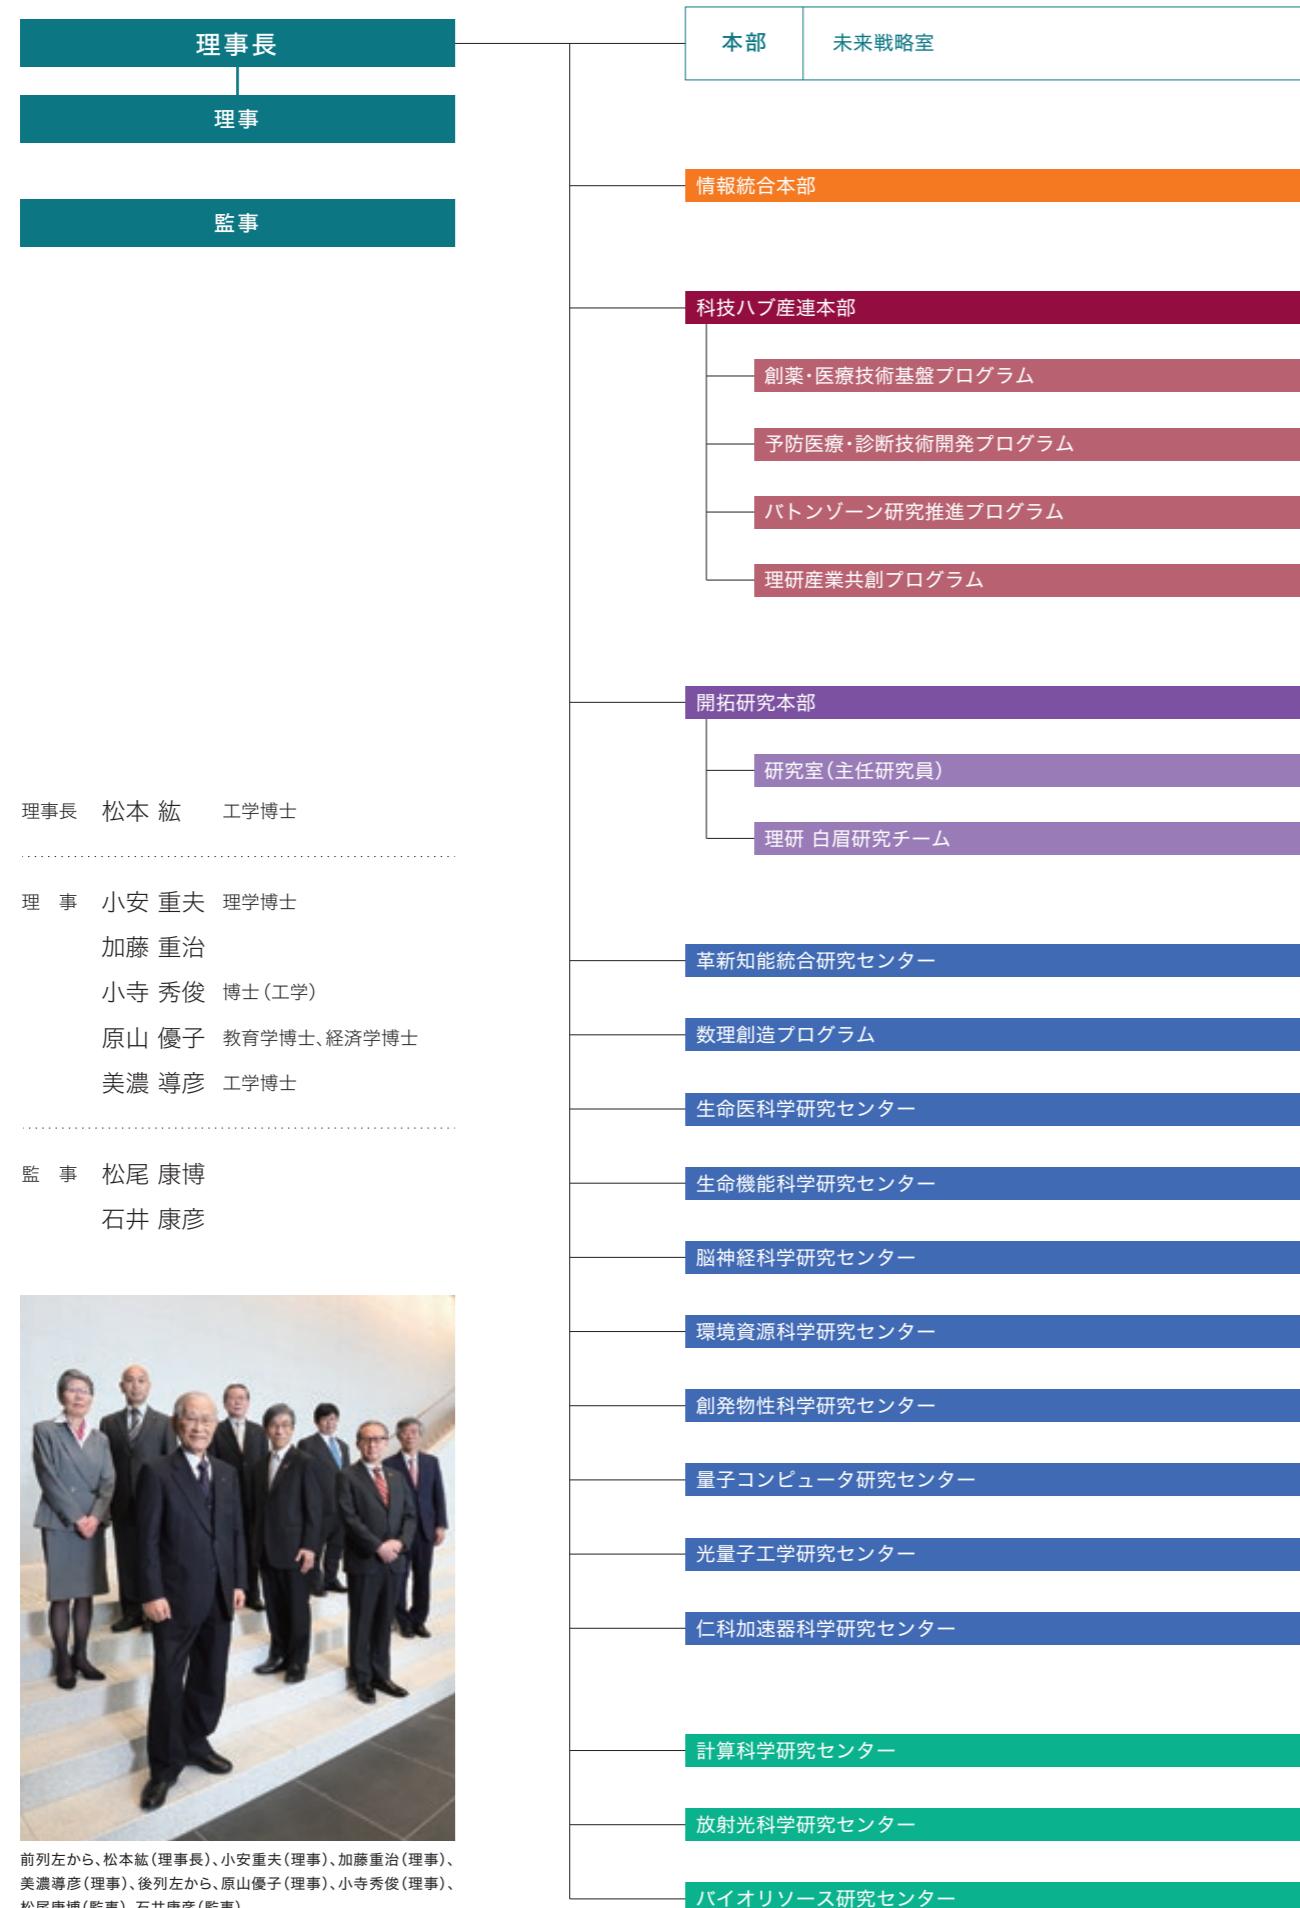 理事長
理事
監事
本部 未来戦略室
情報統合本部
科技ハブ産連本部
創薬・医療技術基盤プログラム
予防医療・診断技術開発プログラム
バトンゾーン研究推進プログラム
理研産業共創プログラム
開拓研究本部
研究室（主任研究員）
理研 白眉研究チーム
革新知能統合研究センター
数理創造プログラム
生命医科学研究センター
生命機能科学研究センター
脳神経科学研究センター
環境資源科学研究センター
創発物性科学研究センター
量子コンピュータ研究センター
光量子工学研究センター
仁科加速器科学研究センター
計算科学研究センター
放射光科学研究センター
バイオリソース研究センター
理事長 松本 紘 工学博士
理 事 小安 重夫 理学博士
加藤 重治
小寺 秀俊 博士（工学）
原山 優子 教育学博士、経済学博士
美濃 導彦 工学博士
監 事 松尾 康博
石井 康彦
前列左から、松本紘（理事長）、小安重夫（理事）、加藤重治（理事）、
美濃導彦（理事）、後列左から、原山優子（理事）、小寺秀俊（理事）、
松尾康博（監事）、石井康彦（監事）